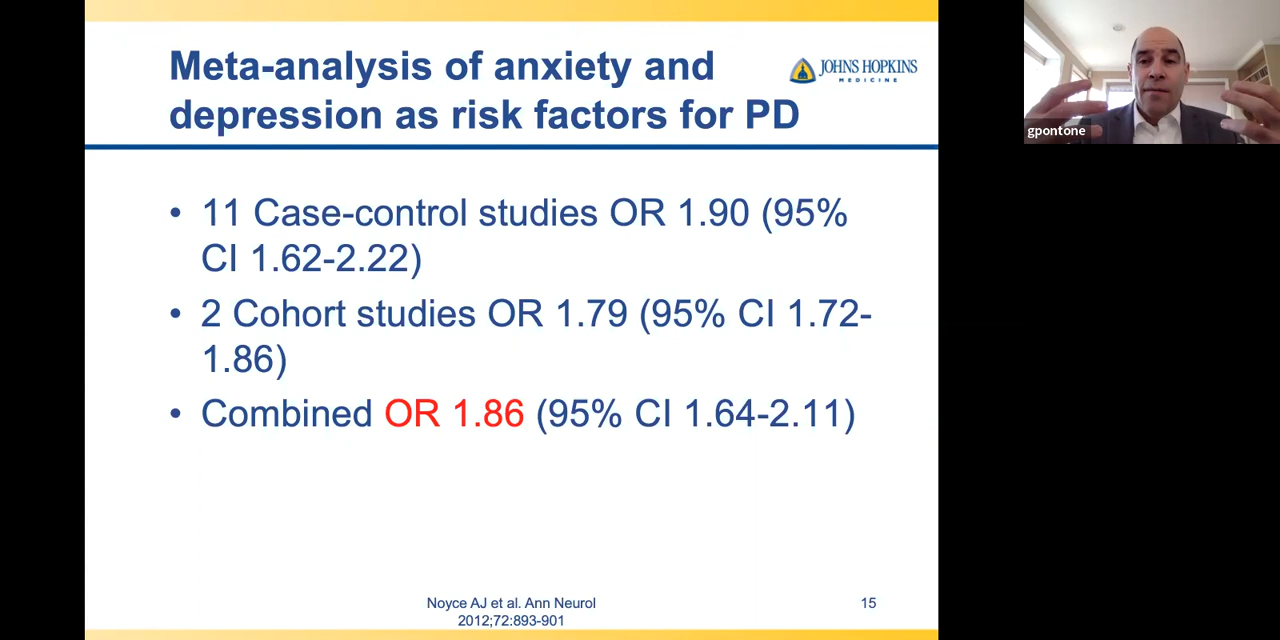 Meta-analysis of anxiety and
depression as risk factors for PD
JOHNS HOPKINS
MEDICINE
gpontone
• 11 Case-control studies OR 1.90 (95%
CI 1.62-2.22)
• 2 Cohort studies OR 1.79 (95% CI 1.72-
1.86)
• Combined OR 1.86 (95% CI 1.64-2.11)
Noyce AJ et al. Ann Neurol
2012;72:893-901
15